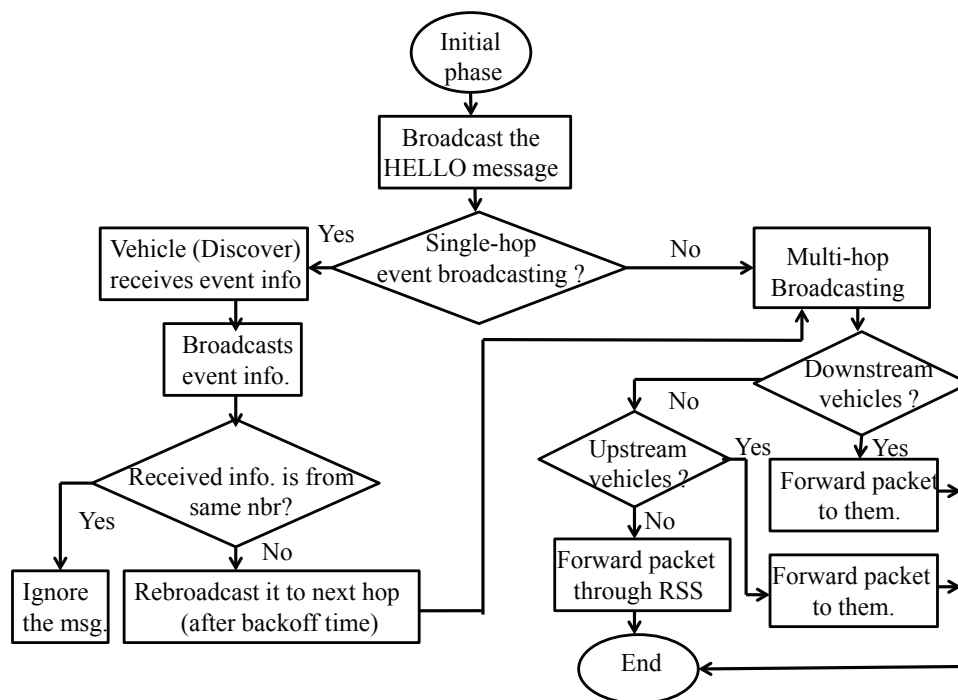 Initial
phase
Broadcast the
HELLO message
Single-hop
event broadcasting ?
Yes
No
Vehicle (Discover)
receives event info
Multi-hop
Broadcasting
Broadcasts
event info.
Downstream
vehicles ?
No
Yes
Upstream
vehicles ?
Yes
No
Received info. is from
same nbr?
Yes
No
Forward packet
to them.
Forward packet
through RSS
Forward packet
to them.
Ignore
the msg.
Rebroadcast it to next hop
(after backoff time)
End